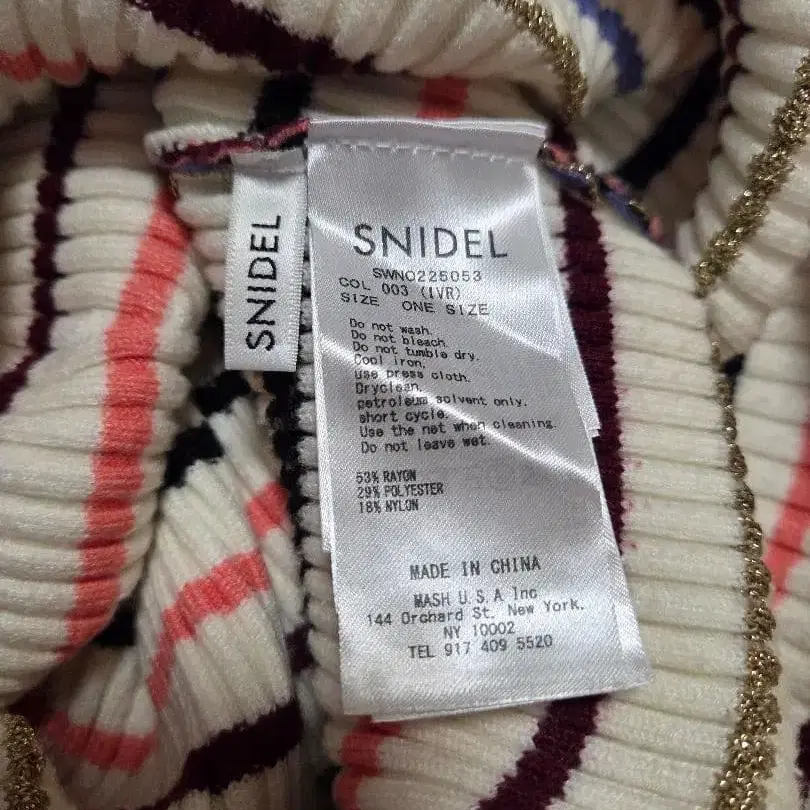 SNIDEL
SNIDEL
SWNO225053
COL 003 (IVR)
SIZE ONE SIZE
Do not wash.
Do not bleach.
Do not tumble dry.
Cool iron.
Use press cloth.
Dryclean,
petroleum solvent only.
short cycle.
Use the net when cleaning.
Do not leave wet.
53% RAYON
29% POLYESTER
18% NYLON
MADE IN CHINA
MASH U.S.A Inc
144 Orchard St. New York.
NY 10002
TEL 917 409 5520